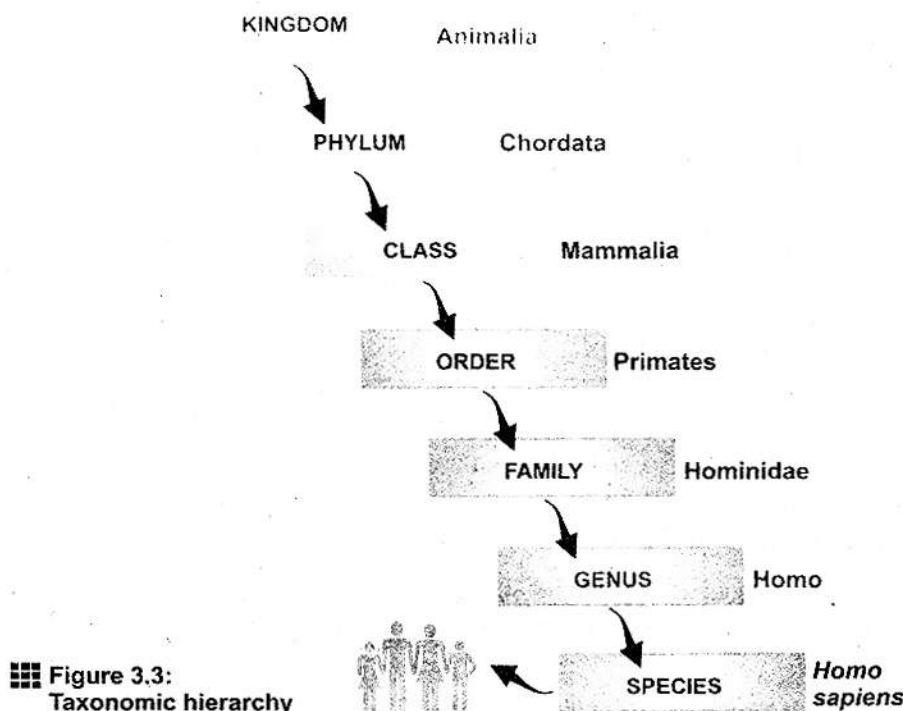 KINGDOM Animalia
PHYLUM Chordata
CLASS Mammalia
ORDER Primates
FAMILY Hominidae
GENUS Homo
SPECIES Homo
sapiens
Figure 3.3:
Taxonomic hierarchy